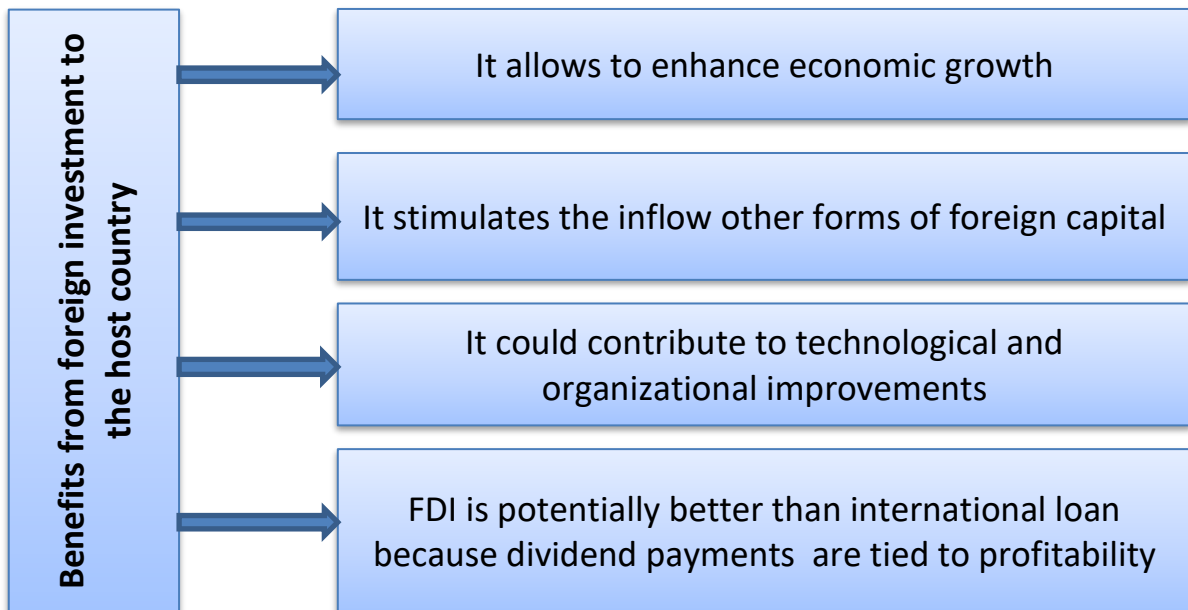 Benefits from foreign investment to
the host country
It allows to enhance economic growth
It stimulates the inflow other forms of foreign capital
It could contribute to technological and
organizational improvements
FDI is potentially better than international loan
because dividend payments  are tied to profitability